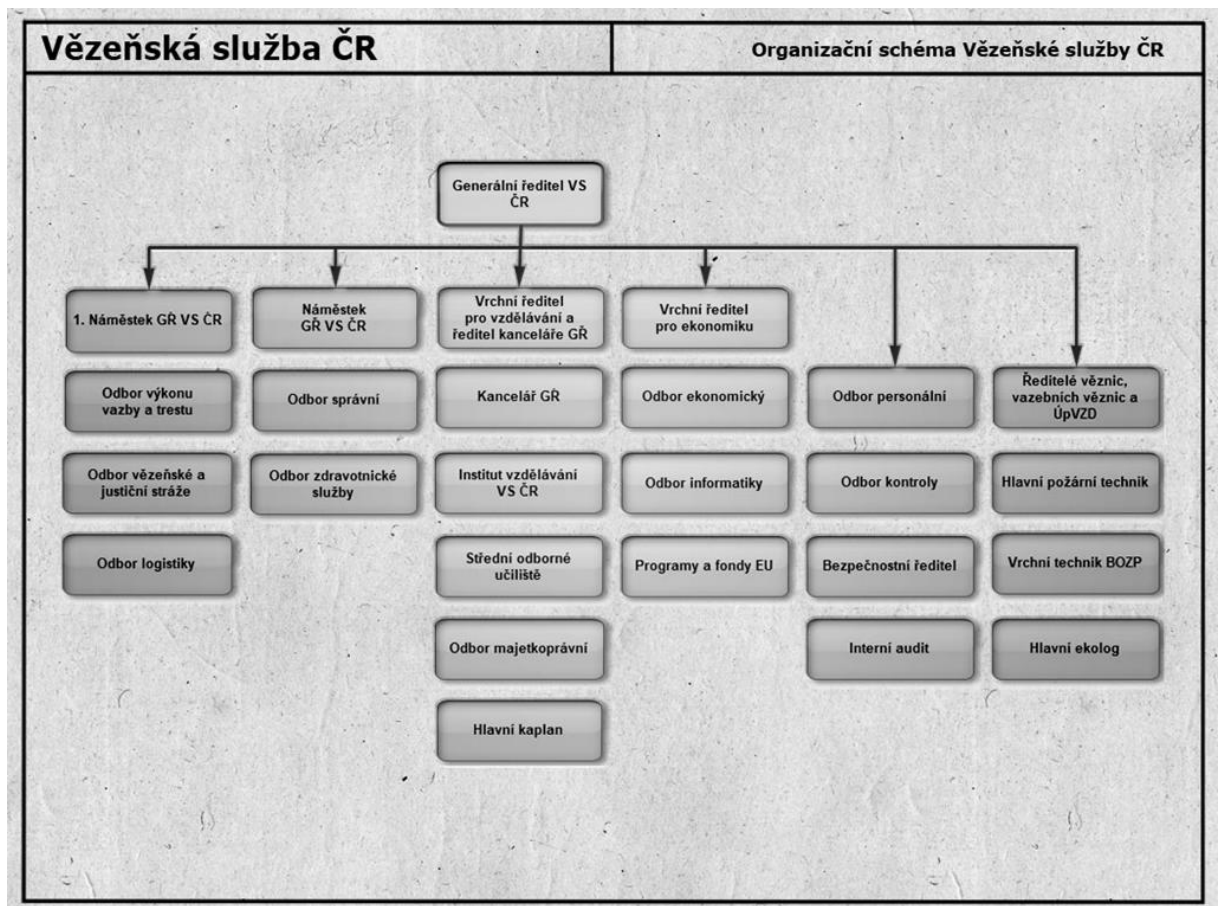 Vězeňská služba ČR
Organizační schéma Vězeňské služby ČR
Generální ředitel VS
ČR
1. Náměstek GŘ VS ČR
Odbor výkonu
vazby a trestu
Odbor vězeňské a
justiční stráže
Odbor logistiky
Náměstek
GŘ VS ČR
Odbor správní
Odbor zdravotnické
služby
Vrchní ředitel
pro vzdělávání a
ředitel kanceláře GŘ
Kancelář GŘ
Institut vzdělávání
VS ČR
Střední odborné
učiliště
Odbor majetkoprávní
Hlavní kaplan
Vrchní ředitel
pro ekonomiku
Odbor ekonomický
Odbor informatiky
Programy a fondy EU
Odbor personální
Odbor kontroly
Bezpečnostní ředitel
Interní audit
Ředitelé věznic,
vazebních věznic a
ÚpVZD
Hlavní požární technik
Vrchní technik BOZP
Hlavní ekolog